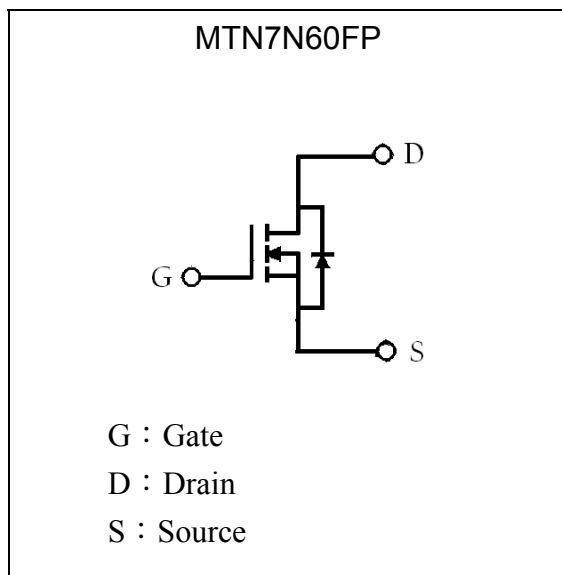 MTN7N60FP
D
G
S
G：Gate
D：Drain
S：Source